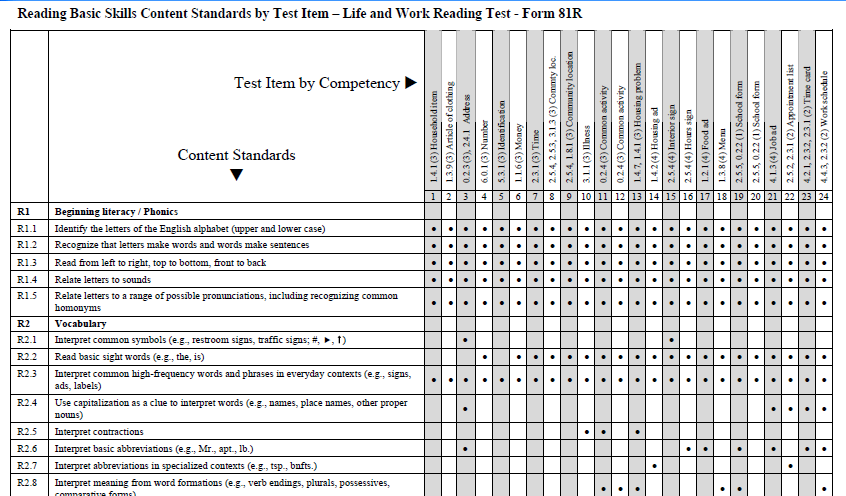 Reading Basic Skills Content Standards by Test Item – Life and Work Reading Test - Form 81R
Test Item by Competency ►
Content Standards
▼
1.4.1 (3) Household item
1.3.9 (3) Article of clothing
0.2.3 (3), 2.4.1 Address
6.0.1 (3) Number
5.3.1 (3) Identification
1.1.6 (3) Money
2.3.1 (3) Time
2.5.4, 2.5.3, 3.1.3 (3) Commty loc.
2.5.4, 1.8.1 (3) Community location
3.1.1 (3) Illness
0.2.4 (3) Common activity
0.2.4 (3) Common activity
1.4.7, 1.4.1 (3) Housing problem
1.4.2 (4) Housing ad
2.5.4 (4) Interior sign
2.5.4 (4) Hours sign
1.2.1 (4) Food ad
1.3.8 (4) Menu
2.5.5, 0.2.2 (1) School form
2.5.5, 0.2.2 (1) School form
4.1.3 (4) Job ad
2.5.2, 2.3.1 (2) Appointment list
4.2.1, 2.3.2, 2.3.1 (2) Time card
4.4.3, 2.3.2 (2) Work schedule
1 2 3 4 5 6 7 8 9 10 11 12 13 14 15 16 17 18 19 20 21 22 23 24
R1 Beginning literacy / Phonics
R1.1 Identify the letters of the English alphabet (upper and lower case)
R1.2 Recognize that letters make words and words make sentences
R1.3 Read from left to right, top to bottom, front to back
R1.4 Relate letters to sounds
R1.5 Relate letters to a range of possible pronunciations, including recognizing common
homonyms
R2 Vocabulary
R2.1 Interpret common symbols (e.g., restroom signs, traffic signs; #, ►, ↑)
R2.2 Read basic sight words (e.g., the, is)
R2.3 Interpret common high-frequency words and phrases in everyday contexts (e.g., signs,
ads, labels)
R2.4 Use capitalization as a clue to interpret words (e.g., names, place names, other proper
nouns)
R2.5 Interpret contractions
R2.6 Interpret basic abbreviations (e.g., Mr., apt., lb.)
R2.7 Interpret abbreviations in specialized contexts (e.g., tsp., bnfts.)
R2.8 Interpret meaning from word formations (e.g., verb endings, plurals, possessives,
comparative forms)